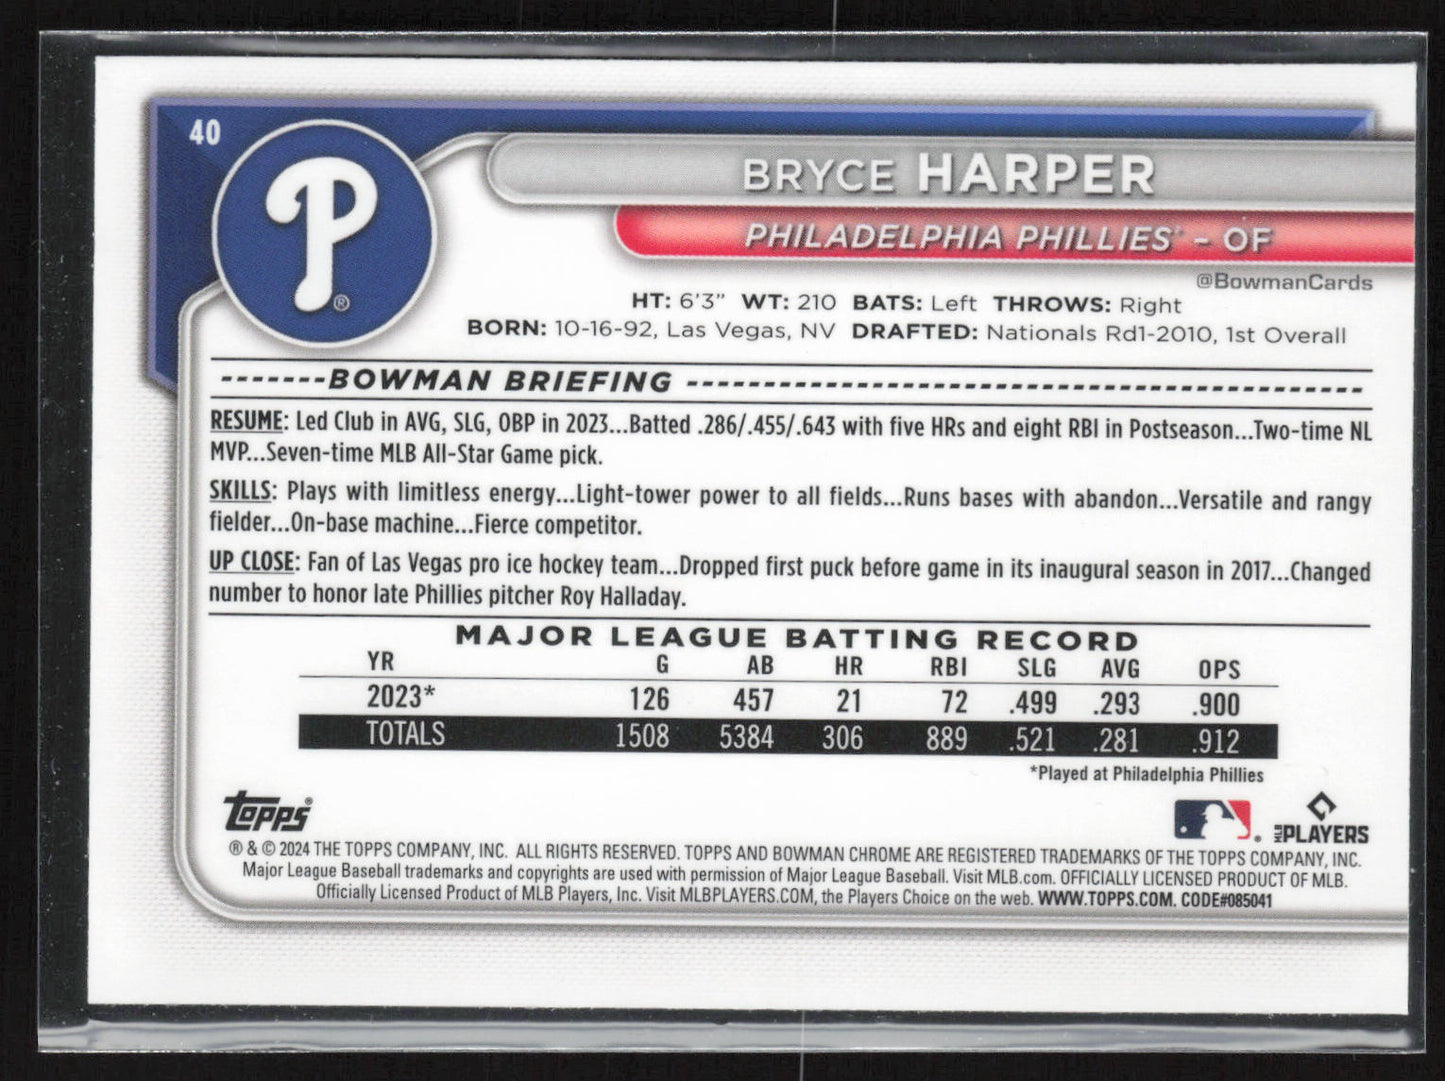 40
P®
BRYCE HARPER
PHILADELPHIA PHILLIES® - OF
@BowmanCards
HT: 6'3" WT: 210 BATS: Left THROWS: Right
BORN: 10-16-92, Las Vegas, NV DRAFTED: Nationals Rd1-2010, 1st Overall
-------BOWMAN BRIEFING --------------------------------------------------
RESUME: Led Club in AVG, SLG, OBP in 2023...Batted .286/.455/.643 with five HRs and eight RBI in Postseason...Two-time NL
MVP...Seven-time MLB All-Star Game pick.
SKILLS: Plays with limitless energy...Light-tower power to all fields...Runs bases with abandon...Versatile and rangy
fielder...On-base machine...Fierce competitor.
UP CLOSE: Fan of Las Vegas pro ice hockey team...Dropped first puck before game in its inaugural season in 2017...Changed
number to honor late Phillies pitcher Roy Halladay.
MAJOR LEAGUE BATTING RECORD
YR G AB HR RBI SLG AVG OPS
2023* 126 457 21 72 .499 .293 .900
TOTALS 1508 5384 306 889 .521 .281 .912
*Played at Philadelphia Phillies
Topps®
MLB PLAYERS
® & © 2024 THE TOPPS COMPANY, INC. ALL RIGHTS RESERVED. TOPPS AND BOWMAN CHROME ARE REGISTERED TRADEMARKS OF THE TOPPS COMPANY, INC.
Major League Baseball trademarks and copyrights are used with permission of Major League Baseball. Visit MLB.com. OFFICIALLY LICENSED PRODUCT OF MLB.
Officially Licensed Product of MLB Players, Inc. Visit MLBPLAYERS.COM, the Players Choice on the web. WWW.TOPPS.COM. CODE#085041